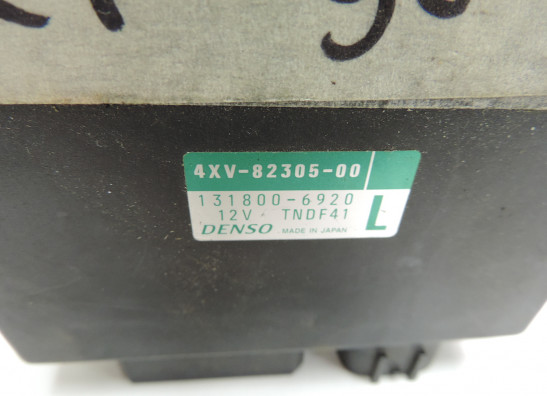 4XV-82305-00
131800-6920
12V TNDF41
DENSO MADE IN JAPAN L